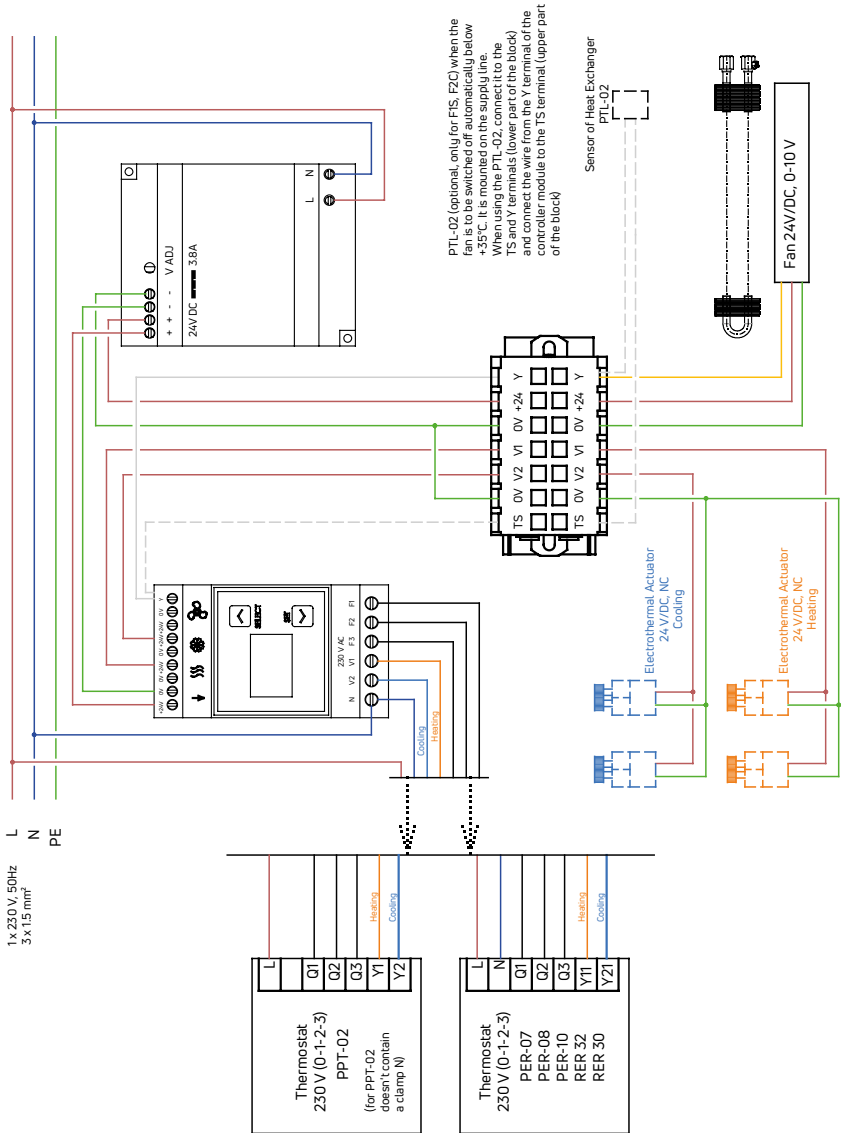 1 x 230 V, 50Hz
3 x 1.5 mm²
L
N
PE
24V DC 3.8A
+ + - - V ADJ
L N
PTL-02 (optional, only for F1S, F2C) when the
fan is to be switched off automatically below
+35°C. It is mounted on the supply line.
When using the PTL-02, connect it to the
TS and Y terminals (lower part of the block)
and connect the wire from the Y terminal of the
controller module to the TS terminal (upper part
of the block)
Sensor of Heat Exchanger
PTL-02
Fan 24V/DC, 0-10 V
+24V 0V +24V 0V +24V +24V 0V Y
SELECT
SET
230 V AC
N V2 V1 F3 F2 F1
Cooling
Heating
TS 0V V2 V1 0V +24 Y
TS 0V V2 V1 0V +24 Y
Electrothermal Actuator
24 V/DC, NC
Cooling
Electrothermal Actuator
24 V/DC, NC
Heating
Thermostat
230 V (0-1-2-3)
PPT-02
(for PPT-02
doesn't contain
a clamp N)
L
Q1
Q2
Q3
Y1
Y2
Heating
Cooling
Thermostat
230 V (0-1-2-3)
PER-07
PER-08
PER-10
RER 32
RER 30
L
N
Q1
Q2
Q3
Y11
Y21
Heating
Cooling